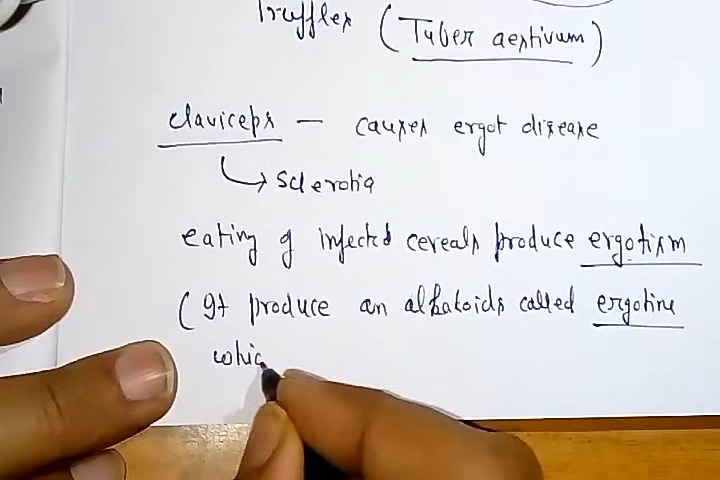 Truffles (Tuber aestivum)
claviceps — causes ergot disease
↳ Sclerotia
eating of infected cereals produce ergotism
(It produce an alkaloids called ergotine
whic